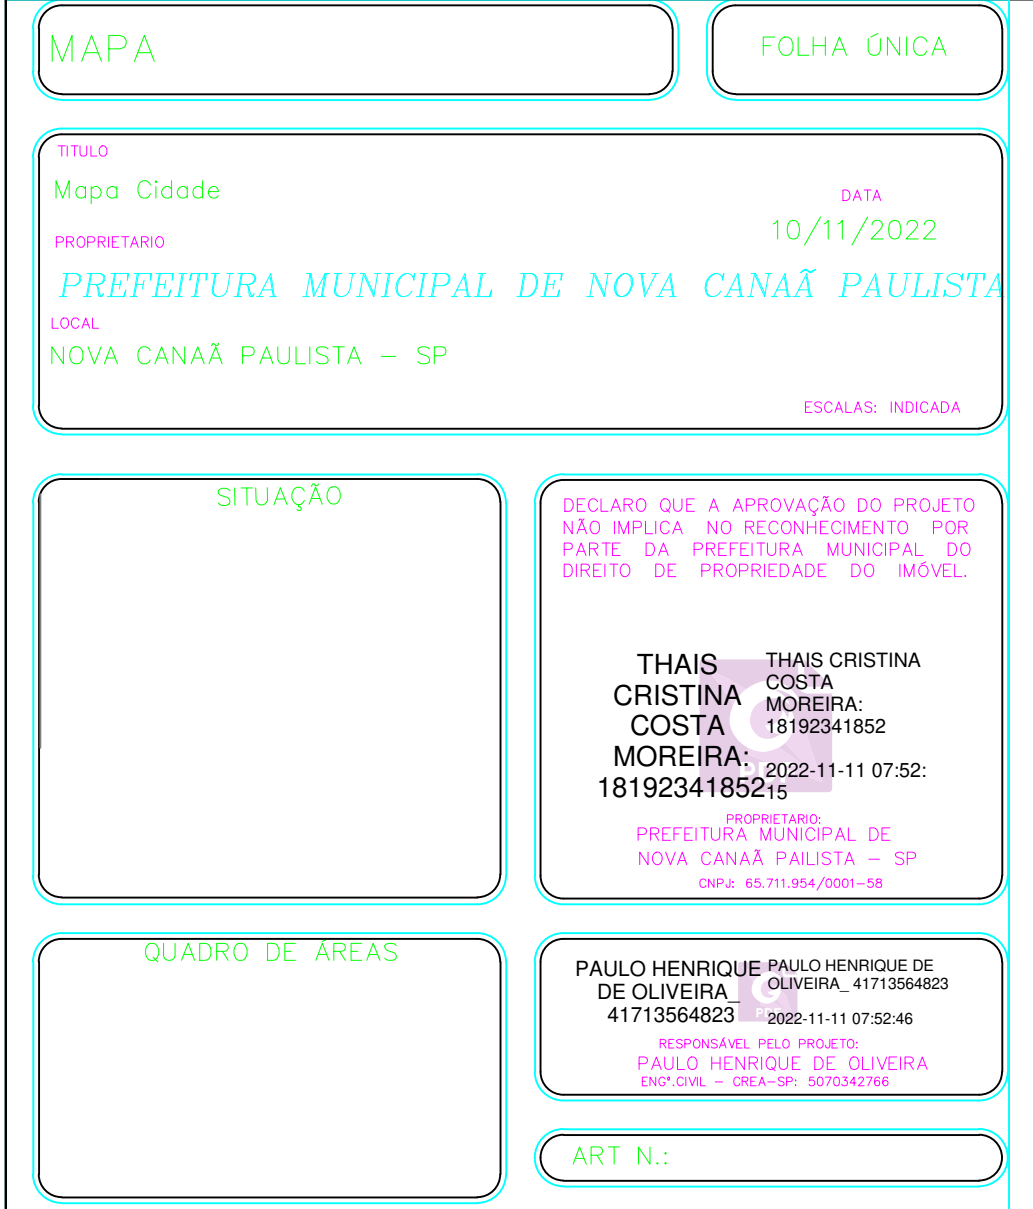 MAPA
FOLHA ÚNICA
TITULO
Mapa Cidade
DATA
10/11/2022
PROPRIETARIO
PREFEITURA MUNICIPAL DE NOVA CANAÃ PAULISTA
LOCAL
NOVA CANAÃ PAULISTA – SP
ESCALAS: INDICADA
SITUAÇÃO
DECLARO QUE A APROVAÇÃO DO PROJETO
NÃO IMPLICA NO RECONHECIMENTO POR
PARTE DA PREFEITURA MUNICIPAL DO
DIREITO DE PROPRIEDADE DO IMÓVEL.
THAIS
CRISTINA
COSTA
MOREIRA:
18192341852
THAIS CRISTINA
COSTA
MOREIRA:
18192341852
2022-11-11 07:52:
15
PDF
PROPRIETARIO:
PREFEITURA MUNICIPAL DE
NOVA CANAÃ PAILISTA – SP
CNPJ: 65.711.954/0001–58
QUADRO DE ÁREAS
PAULO HENRIQUE
DE OLIVEIRA_
41713564823
PAULO HENRIQUE DE
OLIVEIRA_ 41713564823
2022-11-11 07:52:46
PDF
RESPONSÁVEL PELO PROJETO:
PAULO HENRIQUE DE OLIVEIRA
ENGº.CIVIL – CREA–SP: 5070342766
ART N.: